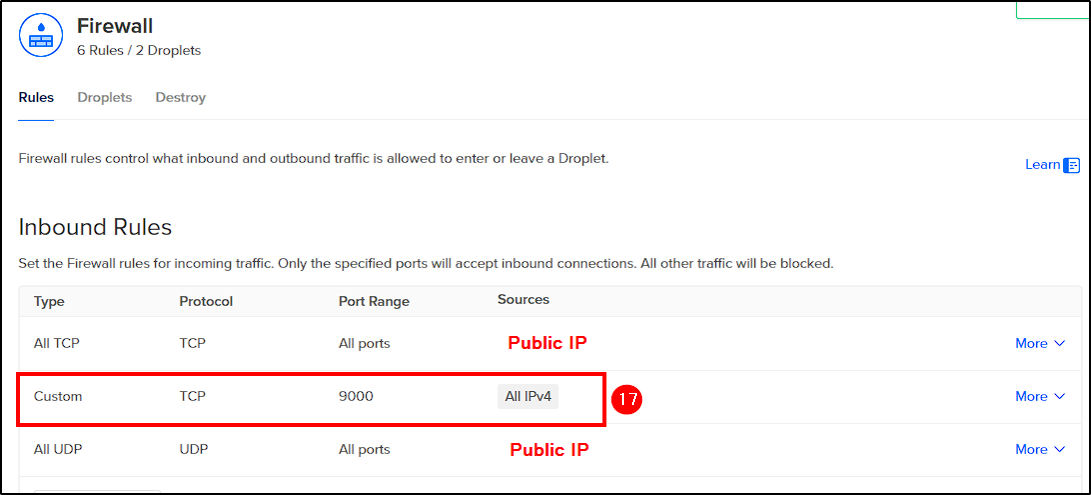 Firewall
6 Rules / 2 Droplets
Rules Droplets Destroy
Firewall rules control what inbound and outbound traffic is allowed to enter or leave a Droplet.
Learn
Inbound Rules
Set the Firewall rules for incoming traffic. Only the specified ports will accept inbound connections. All other traffic will be blocked.
Type Protocol Port Range Sources
All TCP TCP All ports Public IP More
Custom TCP 9000 All IPv4 17 More
All UDP UDP All ports Public IP More